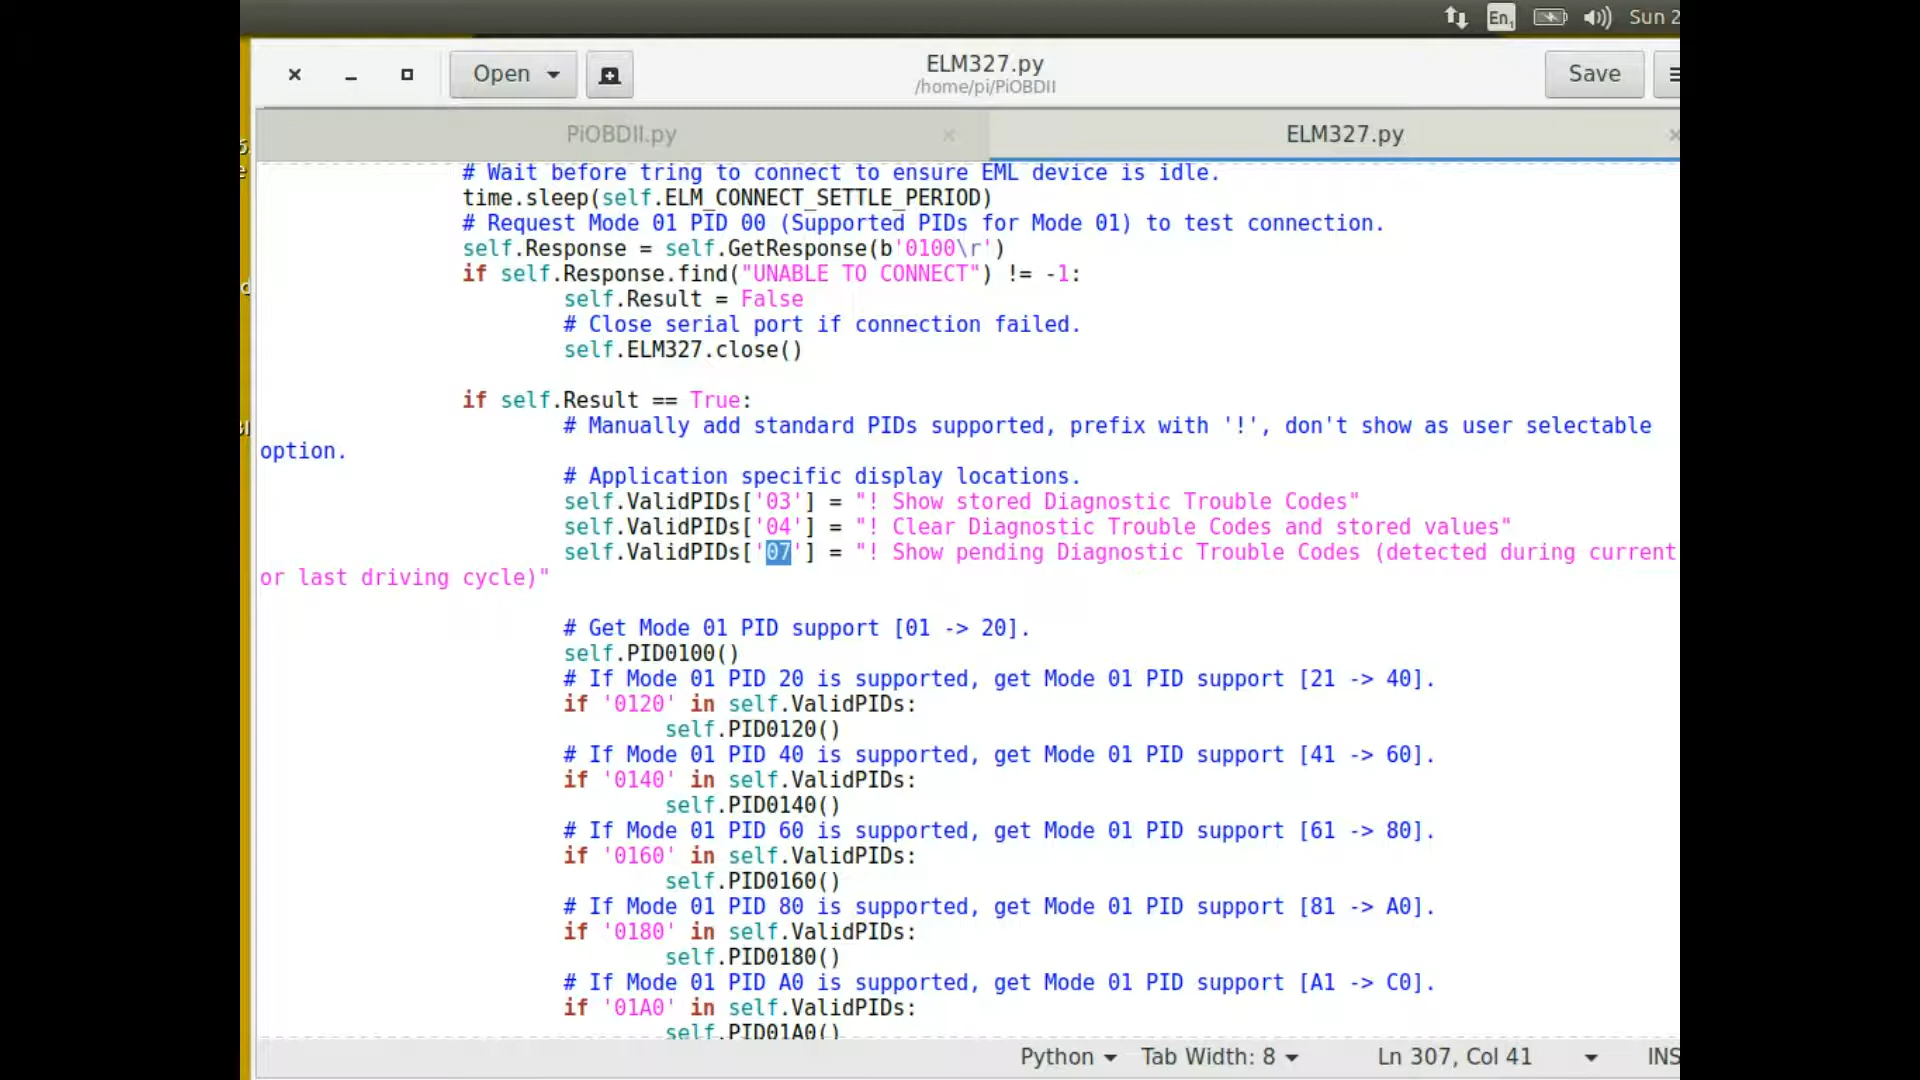 En1 Sun 2
Open ELM327.py Save
/home/pi/PiOBDII
PiOBDII.py ELM327.py
# Wait before tring to connect to ensure EML device is idle.
time.sleep(self.ELM_CONNECT_SETTLE_PERIOD)
# Request Mode 01 PID 00 (Supported PIDs for Mode 01) to test connection.
self.Response = self.GetResponse(b'0100\r')
if self.Response.find("UNABLE TO CONNECT") != -1:
self.Result = False
# Close serial port if connection failed.
self.ELM327.close()
if self.Result == True:
# Manually add standard PIDs supported, prefix with '!', don't show as user selectable
option.
# Application specific display locations.
self.ValidPIDs['03'] = "! Show stored Diagnostic Trouble Codes"
self.ValidPIDs['04'] = "! Clear Diagnostic Trouble Codes and stored values"
self.ValidPIDs['07'] = "! Show pending Diagnostic Trouble Codes (detected during current
or last driving cycle)"
# Get Mode 01 PID support [01 -> 20].
self.PID0100()
# If Mode 01 PID 20 is supported, get Mode 01 PID support [21 -> 40].
if '0120' in self.ValidPIDs:
self.PID0120()
# If Mode 01 PID 40 is supported, get Mode 01 PID support [41 -> 60].
if '0140' in self.ValidPIDs:
self.PID0140()
# If Mode 01 PID 60 is supported, get Mode 01 PID support [61 -> 80].
if '0160' in self.ValidPIDs:
self.PID0160()
# If Mode 01 PID 80 is supported, get Mode 01 PID support [81 -> A0].
if '0180' in self.ValidPIDs:
self.PID0180()
# If Mode 01 PID A0 is supported, get Mode 01 PID support [A1 -> C0].
if '01A0' in self.ValidPIDs:
self.PID01A0()
Python Tab Width: 8 Ln 307, Col 41 INS